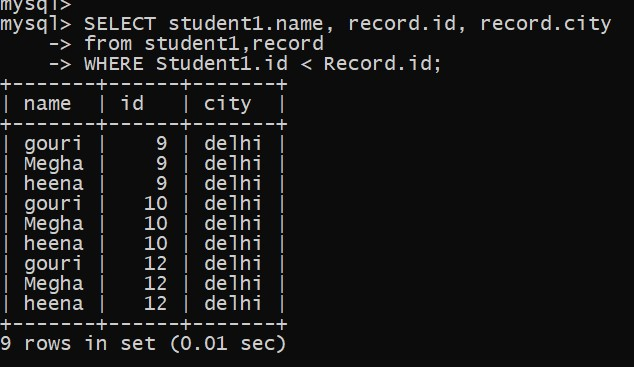 mysql>
mysql> SELECT student1.name, record.id, record.city
    -> from student1,record
    -> WHERE Student1.id < Record.id;
+-------+------+-------+
| name  | id   | city  |
+-------+------+-------+
| gouri |    9 | delhi |
| Megha |    9 | delhi |
| heena |    9 | delhi |
| gouri |   10 | delhi |
| Megha |   10 | delhi |
| heena |   10 | delhi |
| gouri |   12 | delhi |
| Megha |   12 | delhi |
| heena |   12 | delhi |
+-------+------+-------+
9 rows in set (0.01 sec)